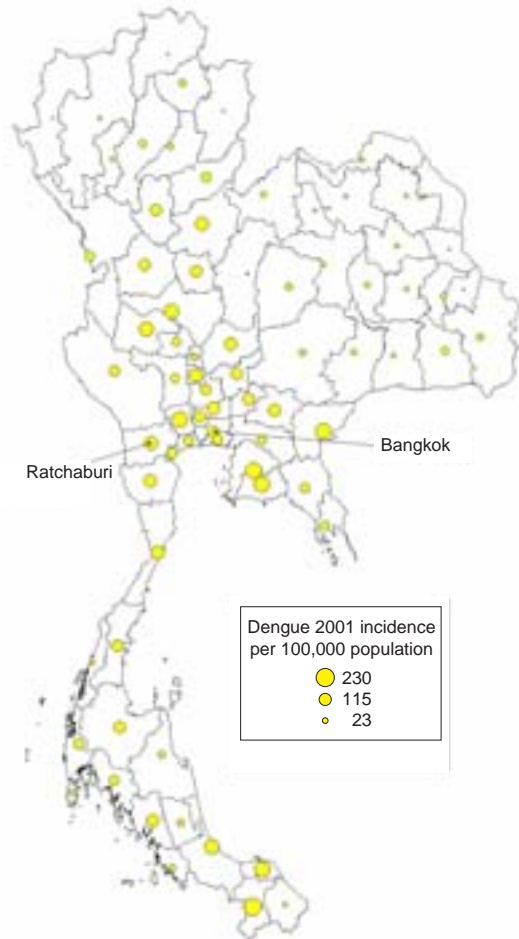 Bangkok
Ratchaburi
Dengue 2001 incidence
per 100,000 population
230
115
23